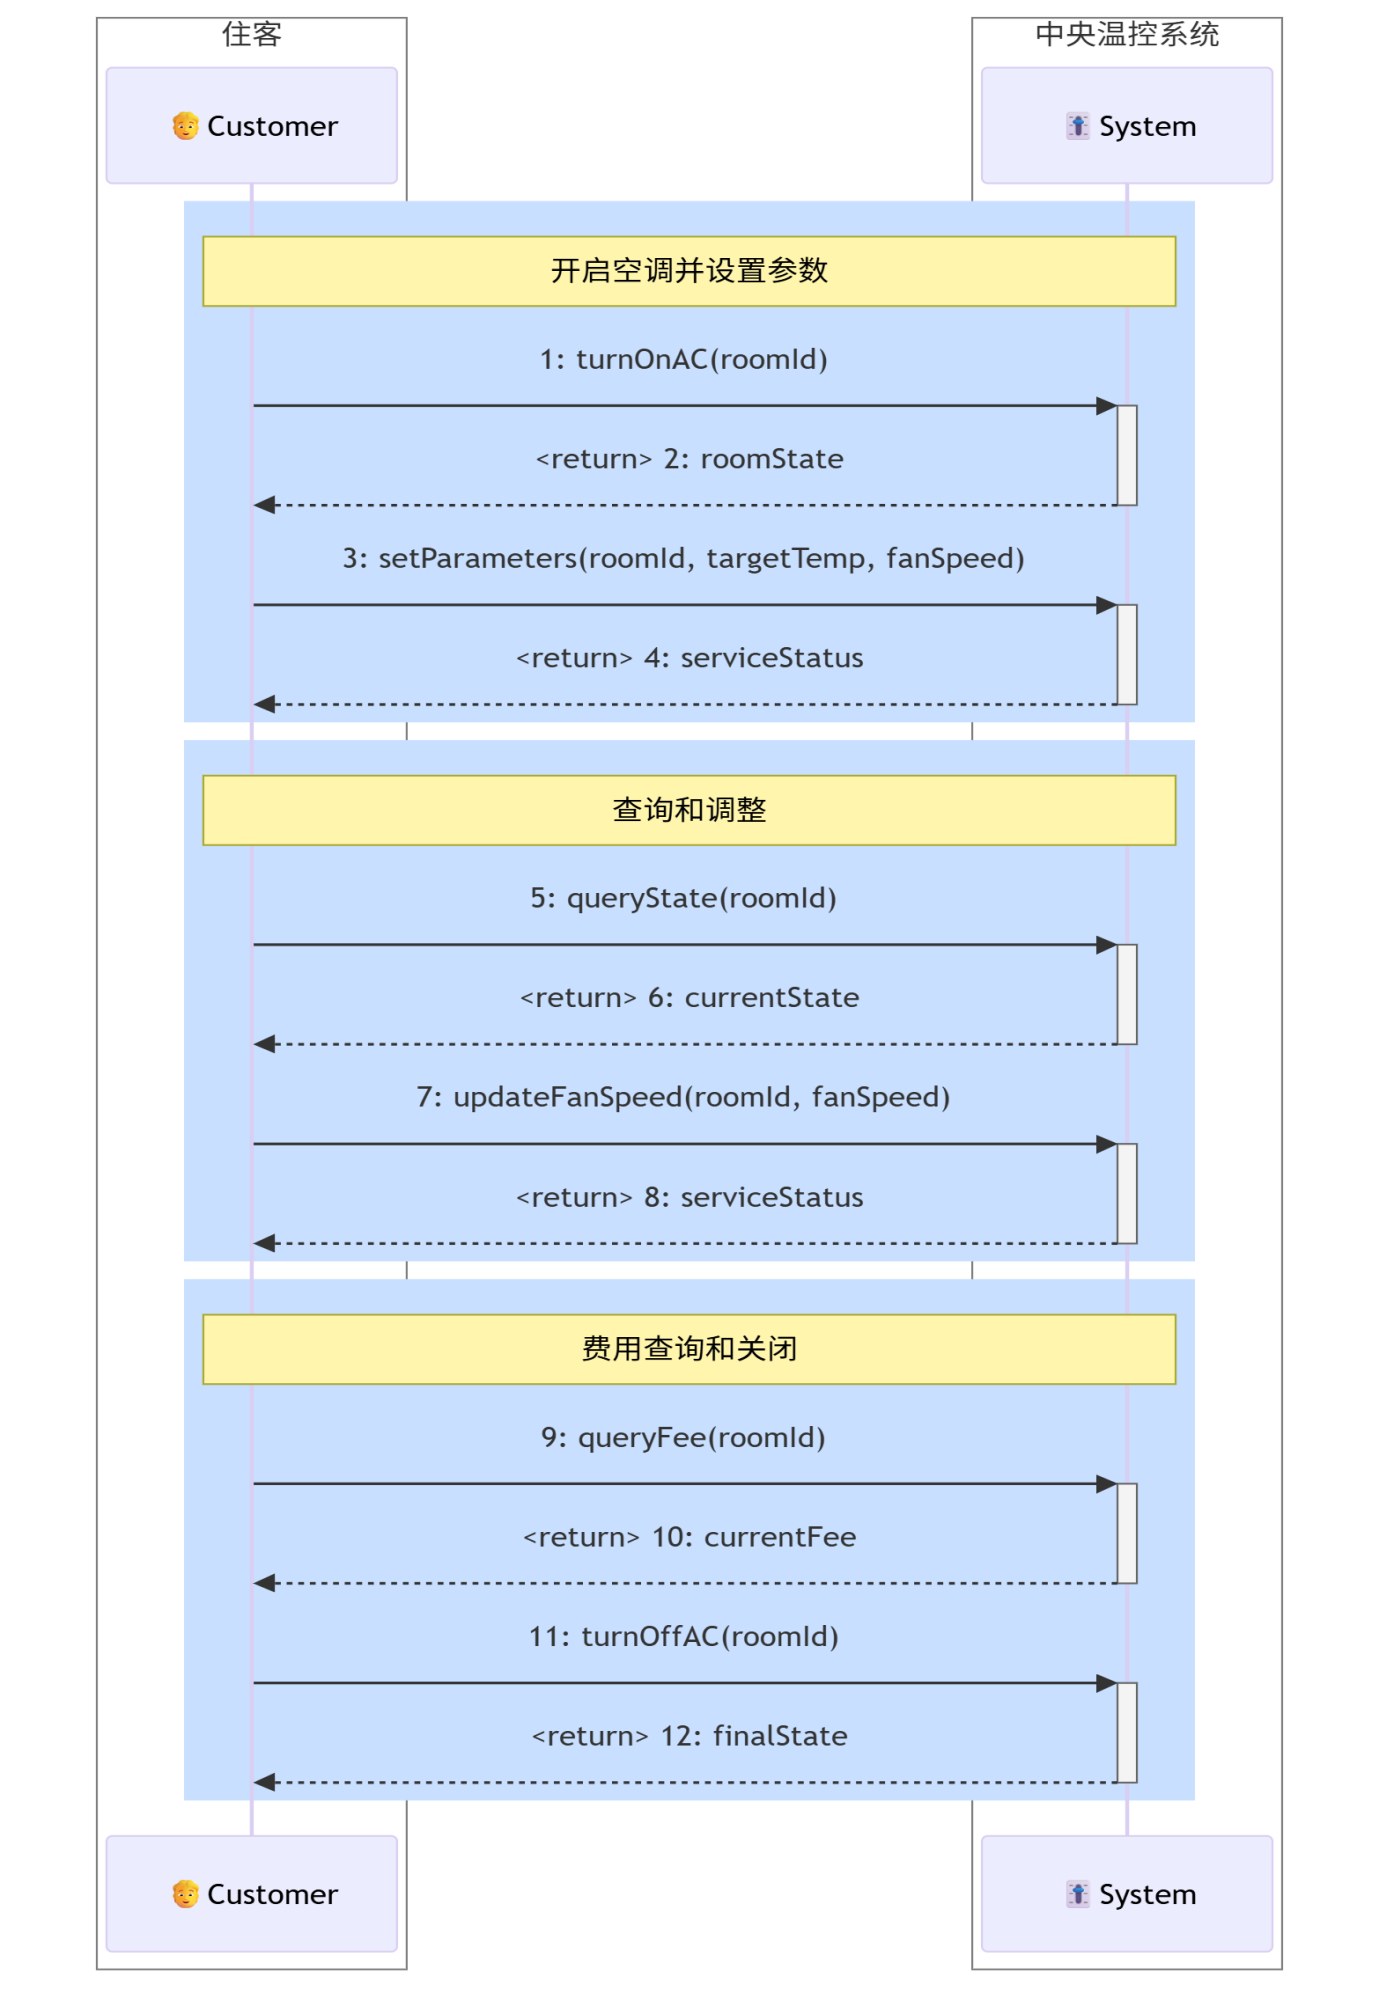 住客
中央温控系统
Customer
System
开启空调并设置参数
1: turnOnAC(roomId)
<return> 2: roomState
3: setParameters(roomId, targetTemp, fanSpeed)
<return> 4: serviceStatus
查询和调整
5: queryState(roomId)
<return> 6: currentState
7: updateFanSpeed(roomId, fanSpeed)
<return> 8: serviceStatus
费用查询和关闭
9: queryFee(roomId)
<return> 10: currentFee
11: turnOffAC(roomId)
<return> 12: finalState
Customer
System